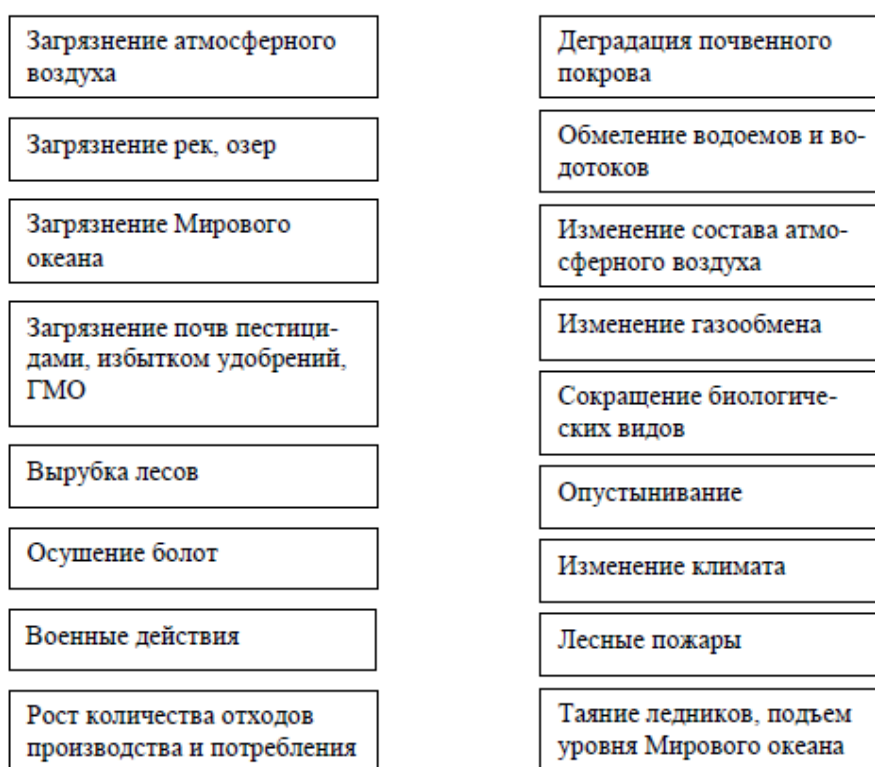 Загрязнение атмосферного
воздуха
Загрязнение рек, озер
Загрязнение Мирового
океана
Загрязнение почв пестици-
дами, избытком удобрений,
ГМО
Вырубка лесов
Осушение болот
Военные действия
Рост количества отходов
производства и потребления
Деградация почвенного
покрова
Обмеление водоемов и во-
дотоков
Изменение состава атмо-
сферного воздуха
Изменение газообмена
Сокращение биологиче-
ских видов
Опустынивание
Изменение климата
Лесные пожары
Таяние ледников, подъем
уровня Мирового океана